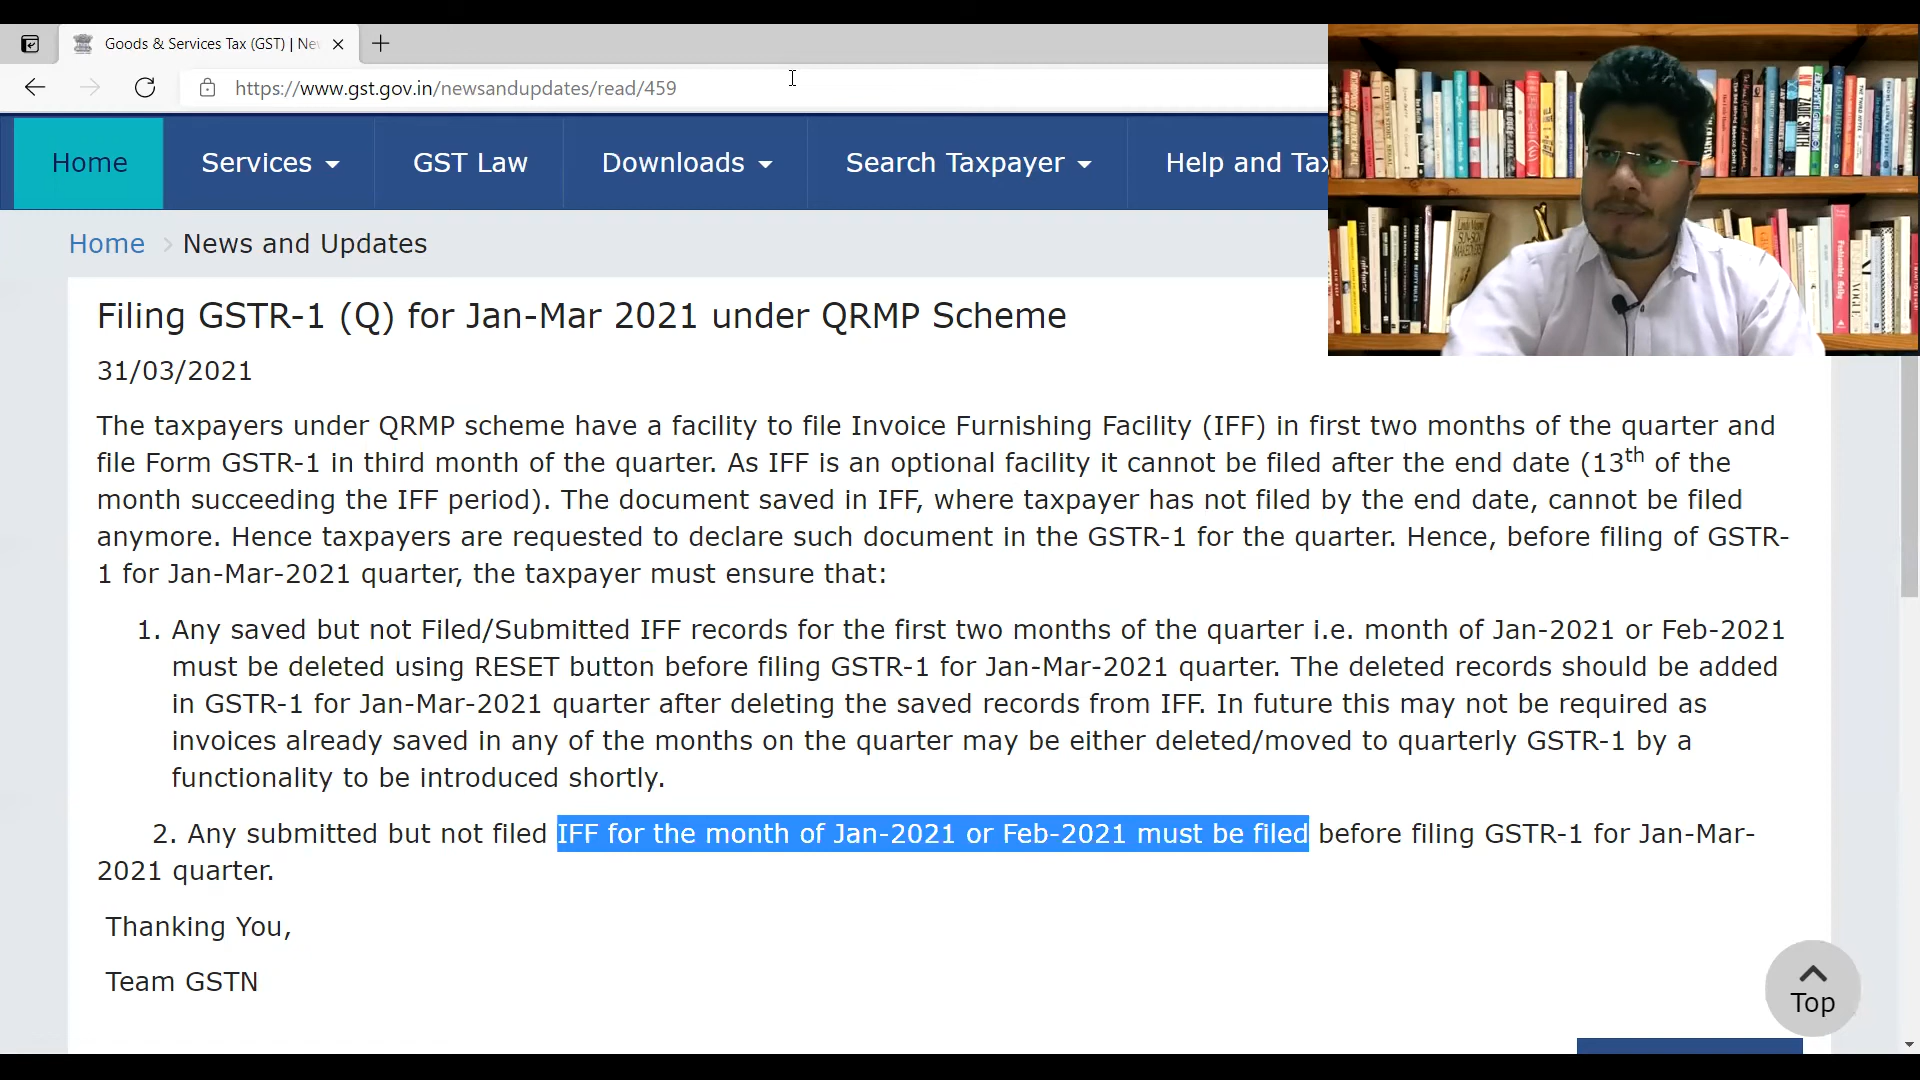 Goods & Services Tax (GST) | Ne
https://www.gst.gov.in/newsandupdates/read/459
Home Services GST Law Downloads Search Taxpayer Help and Tax
Home > News and Updates
Filing GSTR-1 (Q) for Jan-Mar 2021 under QRMP Scheme
31/03/2021
The taxpayers under QRMP scheme have a facility to file Invoice Furnishing Facility (IFF) in first two months of the quarter and
file Form GSTR-1 in third month of the quarter. As IFF is an optional facility it cannot be filed after the end date (13th of the
month succeeding the IFF period). The document saved in IFF, where taxpayer has not filed by the end date, cannot be filed
anymore. Hence taxpayers are requested to declare such document in the GSTR-1 for the quarter. Hence, before filing of GSTR-
1 for Jan-Mar-2021 quarter, the taxpayer must ensure that:
1. Any saved but not Filed/Submitted IFF records for the first two months of the quarter i.e. month of Jan-2021 or Feb-2021
must be deleted using RESET button before filing GSTR-1 for Jan-Mar-2021 quarter. The deleted records should be added
in GSTR-1 for Jan-Mar-2021 quarter after deleting the saved records from IFF. In future this may not be required as
invoices already saved in any of the months on the quarter may be either deleted/moved to quarterly GSTR-1 by a
functionality to be introduced shortly.
2. Any submitted but not filed IFF for the month of Jan-2021 or Feb-2021 must be filed before filing GSTR-1 for Jan-Mar-
2021 quarter.
Thanking You,
Team GSTN
Top
ZADIE SMITH